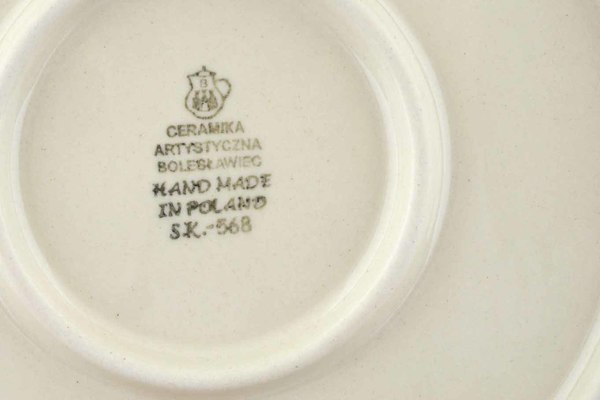 B
CERAMIKA
ARTYSTYCZNA
BOLESŁAWIEC
HAND MADE
IN POLAND
S.K.-568